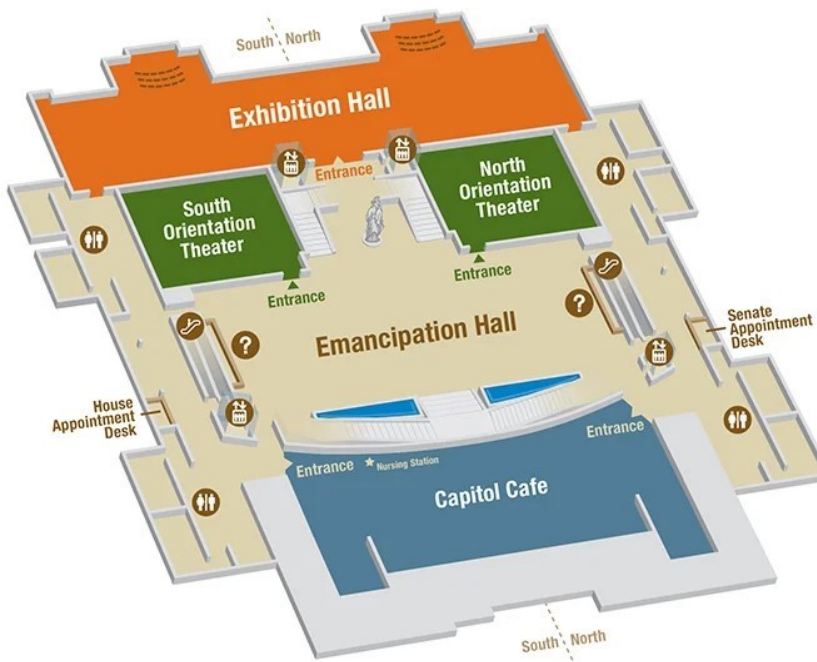 South North
Exhibition Hall
Entrance
South
Orientation
Theater
North
Orientation
Theater
Entrance
Entrance
Emancipation Hall
?
?
Senate
Appointment
Desk
House
Appointment
Desk
Entrance
Nursing Station
Entrance
Capitol Cafe
South North